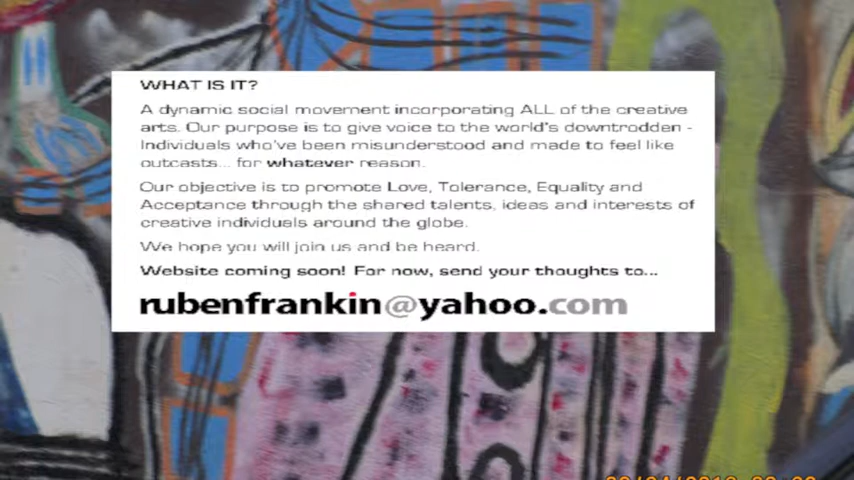 WHAT IS IT?
A dynamic social movement incorporating ALL of the creative
arts. Our purpose is to give voice to the world's downtrodden -
Individuals who've been misunderstood and made to feel like
outcasts... for whatever reason.
Our objective is to promote Love, Tolerance, Equality and
Acceptance through the shared talents, ideas and interests of
creative individuals around the globe.
We hope you will join us and be heard.
Website coming soon! For now, send your thoughts to...
rubenfrankin@yahoo.com